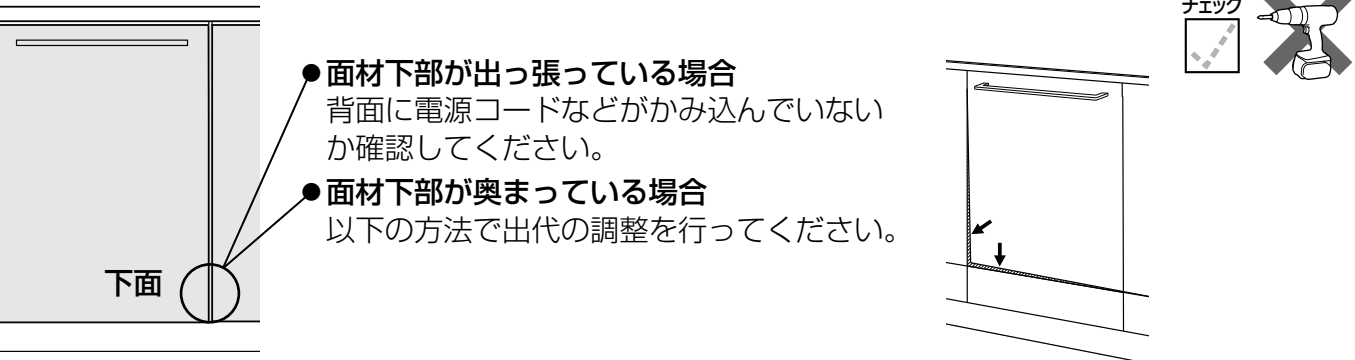 チェック
●面材下部が出っ張っている場合
背面に電源コードなどがかみ込んでいない
か確認してください。
●面材下部が奥まっている場合
以下の方法で出代の調整を行ってください。
下面